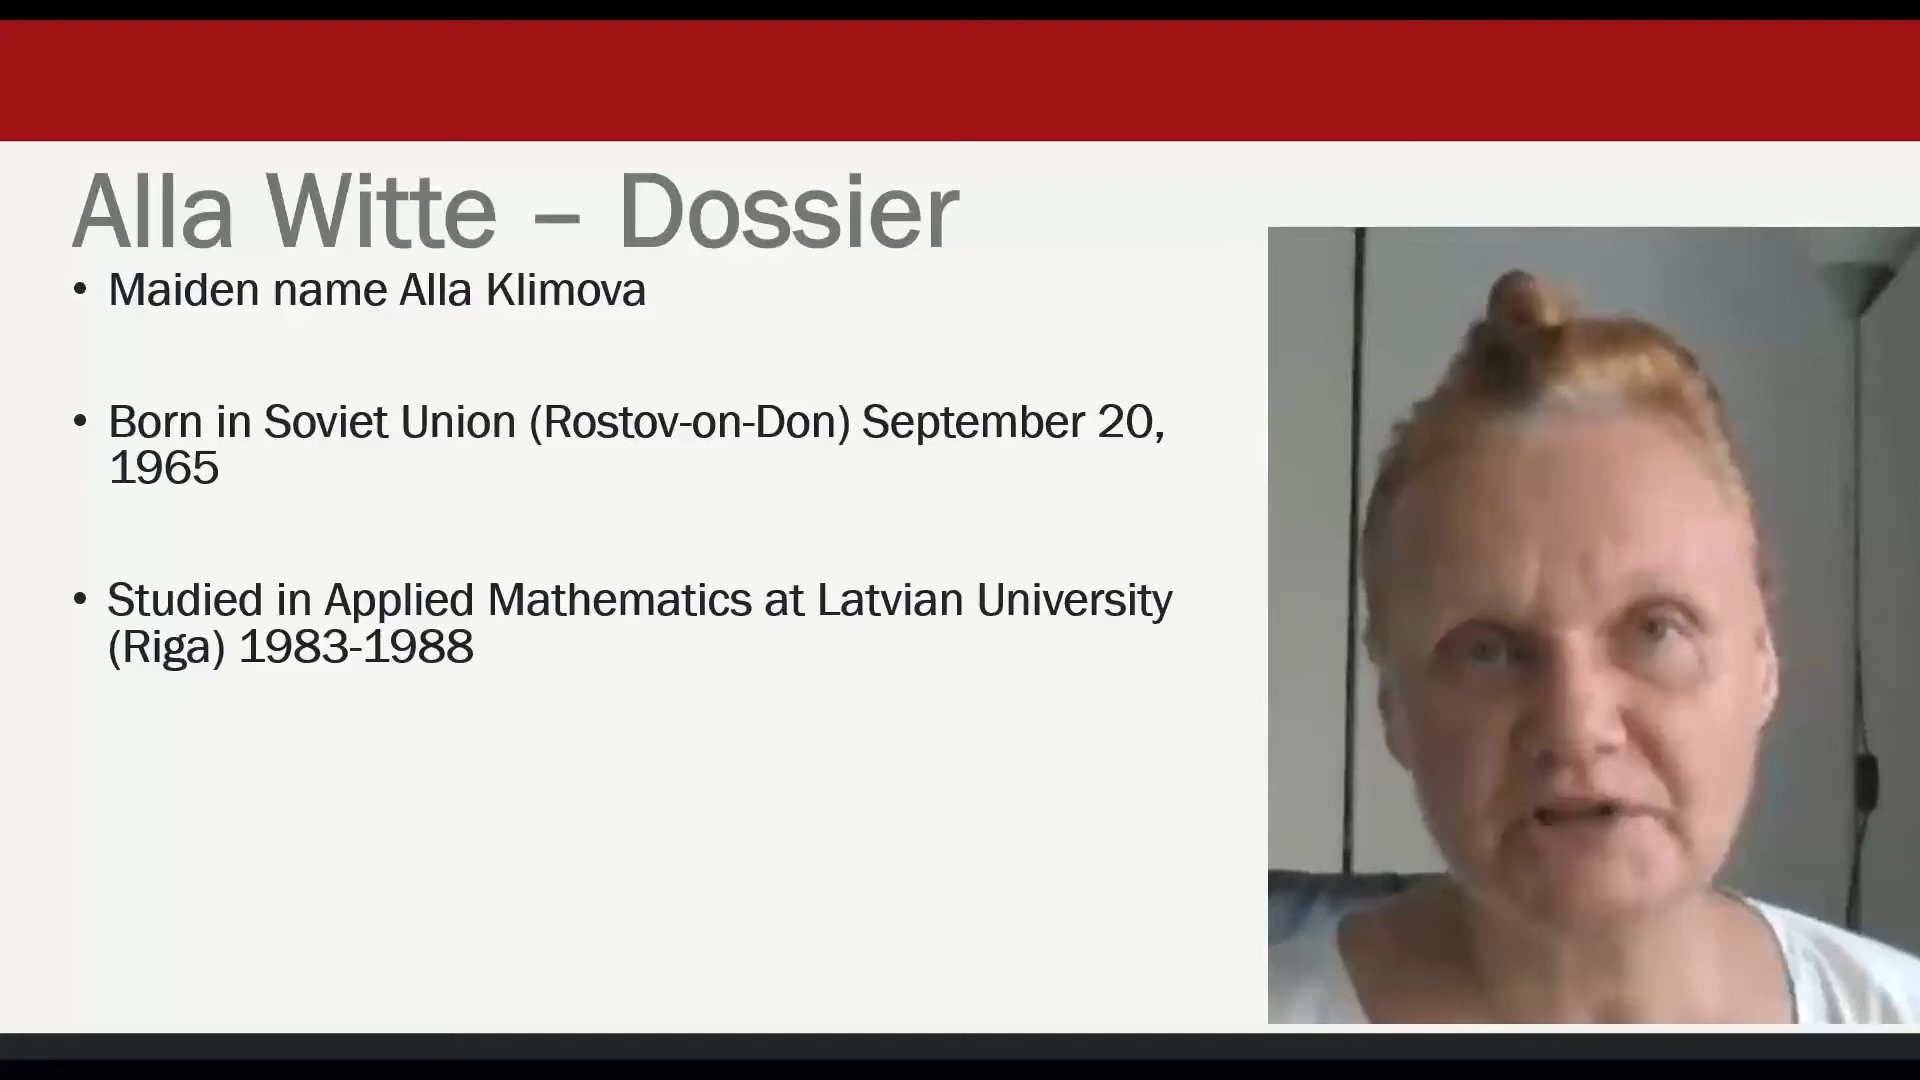 Alla Witte – Dossier
• Maiden name Alla Klimova
• Born in Soviet Union (Rostov-on-Don) September 20,
1965
• Studied in Applied Mathematics at Latvian University
(Riga) 1983-1988